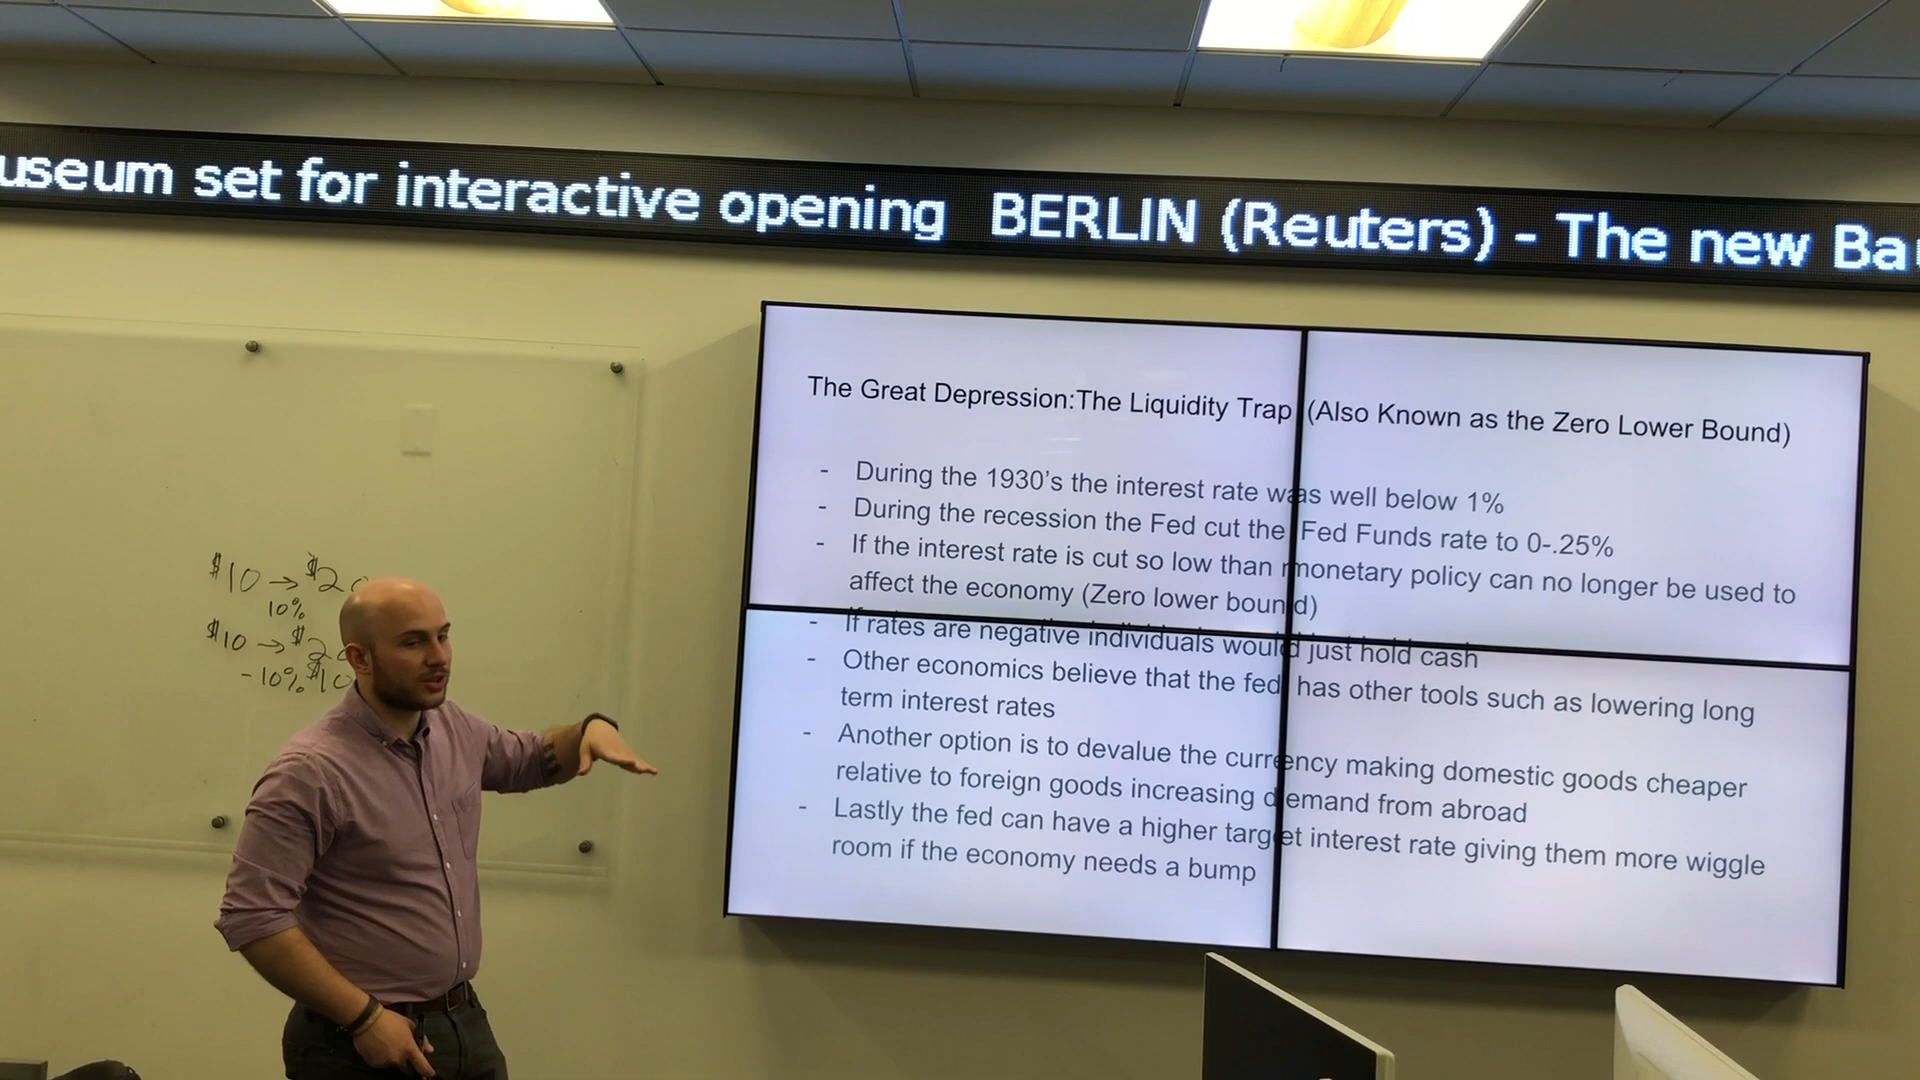 useum set for interactive opening BERLIN (Reuters) - The new Ba
The Great Depression:The Liquidity Trap (Also Known as the Zero Lower Bound)
- During the 1930's the interest rate was well below 1%
- During the recession the Fed cut the Fed Funds rate to 0-.25%
- If the interest rate is cut so low than monetary policy can no longer be used to
affect the economy (Zero lower bound)
- If rates are negative individuals would just hold cash
- Other economics believe that the fed has other tools such as lowering long
term interest rates
- Another option is to devalue the currency making domestic goods cheaper
relative to foreign goods increasing demand from abroad
- Lastly the fed can have a higher target interest rate giving them more wiggle
room if the economy needs a bump
$10 → $20
10%
$10 → $20
-10% $10